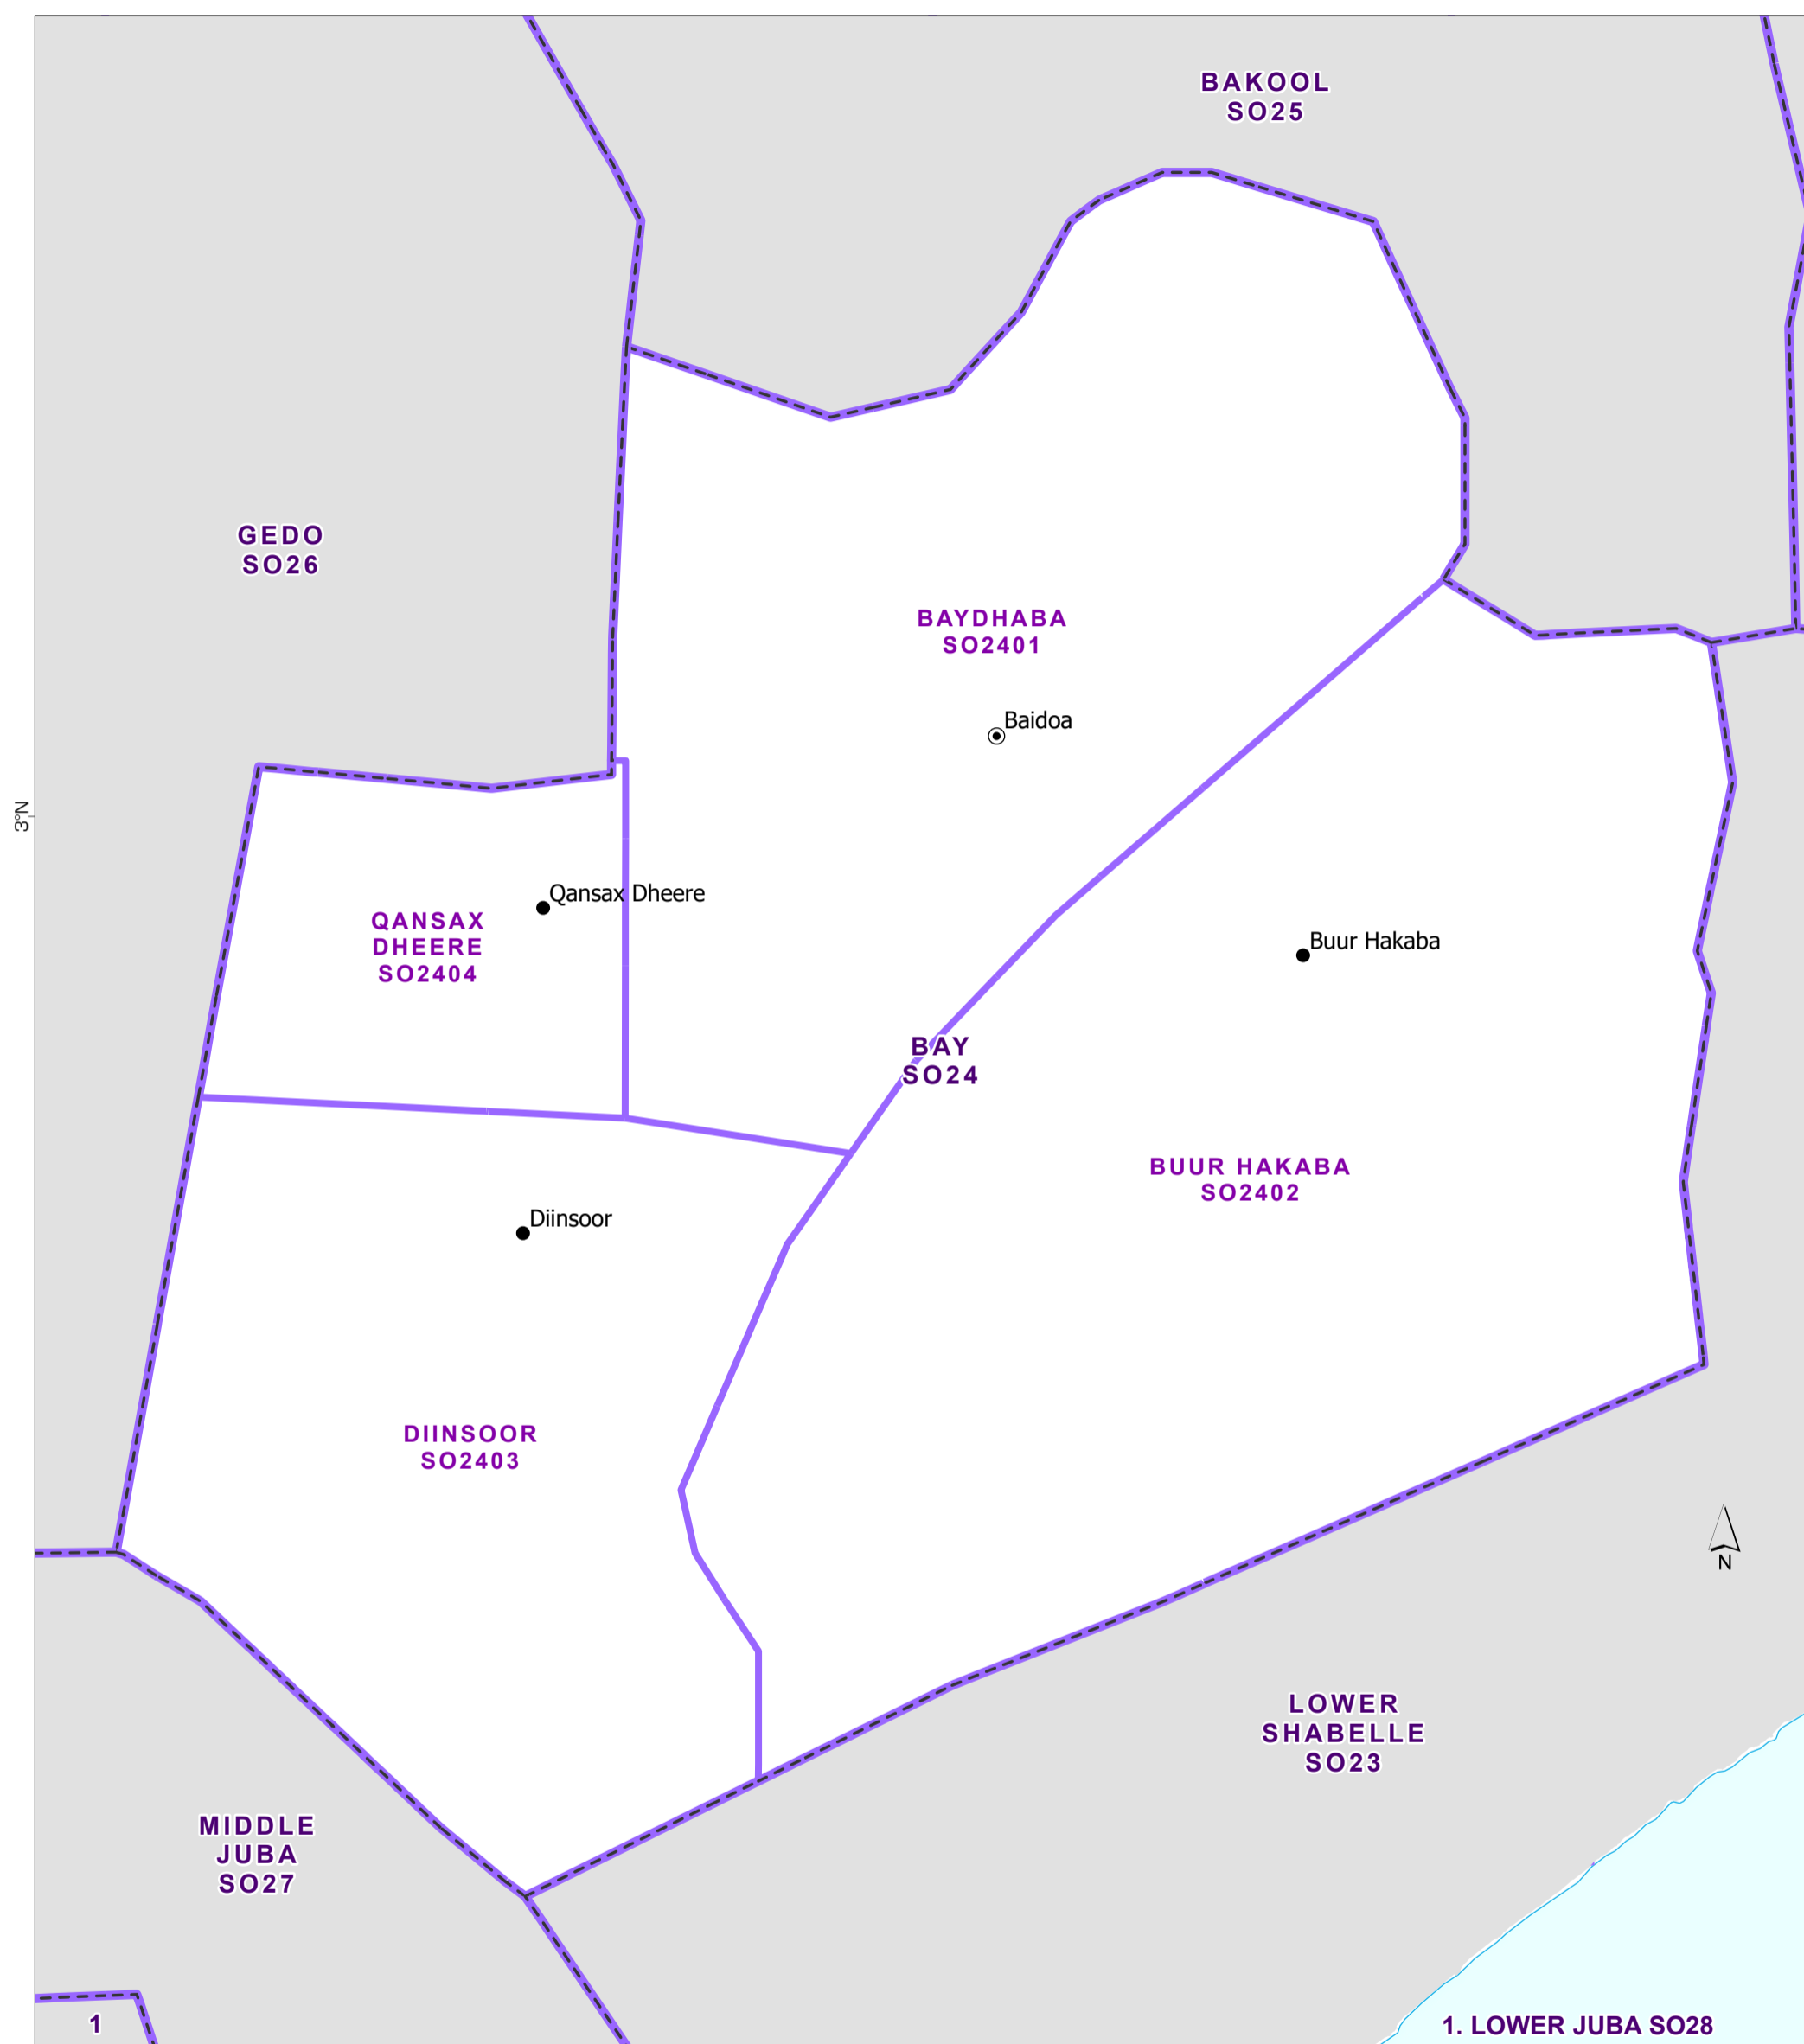 BAKOOL
SO25
GEDO
SO26
BAYDHABA
SO2401
Baidoa
3°N
Qansax Dheere
QANSAX
DHEERE
SO2404
Buur Hakaba
BAY
SO24
BUUR HAKABA
SO2402
Diinsoor
DIINSOOR
SO2403
N
LOWER
SHABELLE
SO23
MIDDLE
JUBA
SO27
1
1. LOWER JUBA SO28